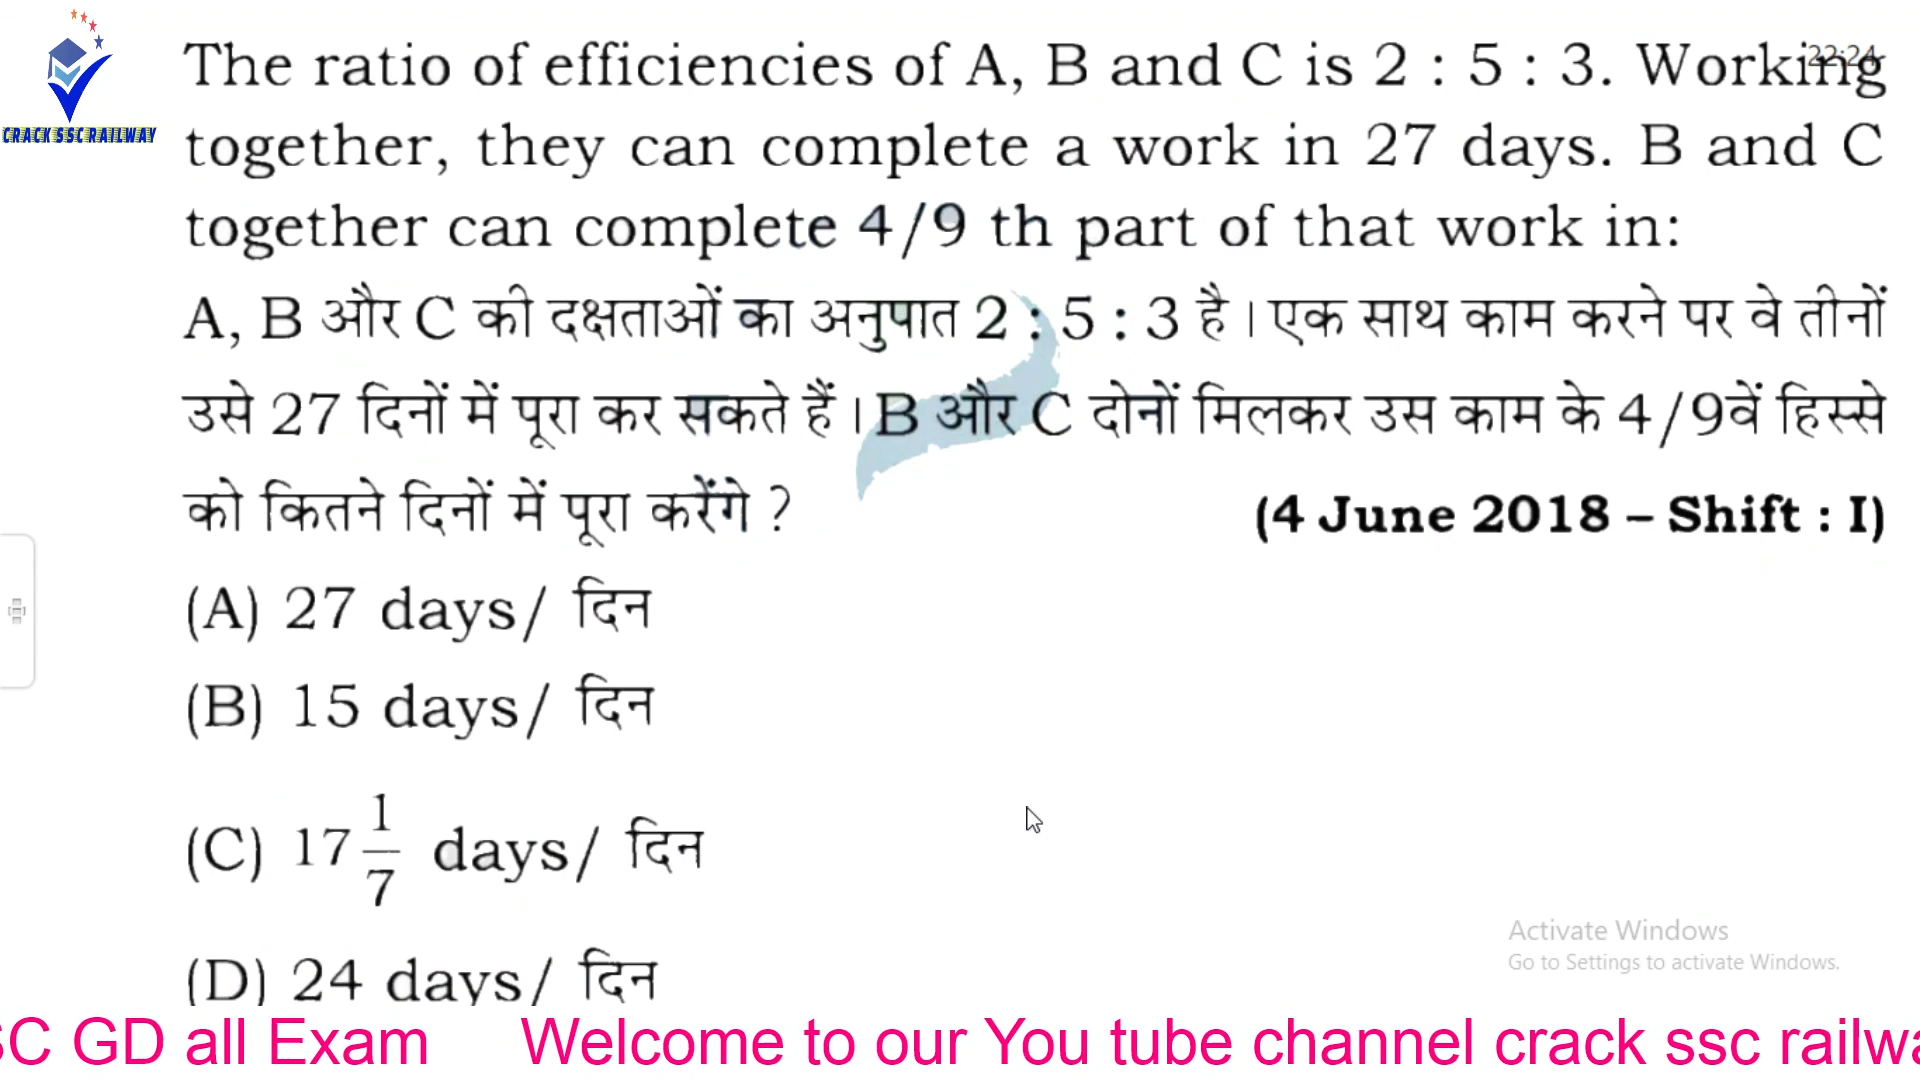 CRACK SSC RAILWAY
22:24
The ratio of efficiencies of A, B and C is 2 : 5 : 3. Working
together, they can complete a work in 27 days. B and C
together can complete 4/9 th part of that work in:
A, B और C की दक्षताओं का अनुपात 2 : 5 : 3 है। एक साथ काम करने पर वे तीनों
उसे 27 दिनों में पूरा कर सकते हैं। B और C दोनों मिलकर उस काम के 4/9वें हिस्से
को कितने दिनों में पूरा करेंगे ?
(4 June 2018 – Shift : I)
(A) 27 days/ दिन
(B) 15 days/ दिन
(C) 17 1/7 days/ दिन
(D) 24 days/ दिन
Activate Windows
Go to Settings to activate Windows.
SC GD all Exam Welcome to our You tube channel crack ssc railwa